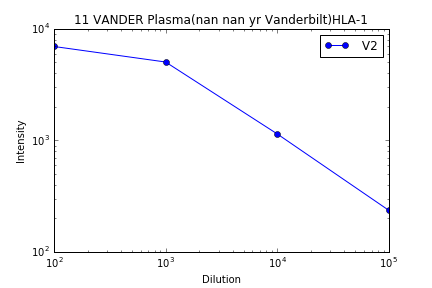 11 VANDER Plasma(nan nan yr Vanderbilt)HLA-1
V2
Intensity
10^4
10^3
10^2
10^2 10^3 10^4 10^5
Dilution